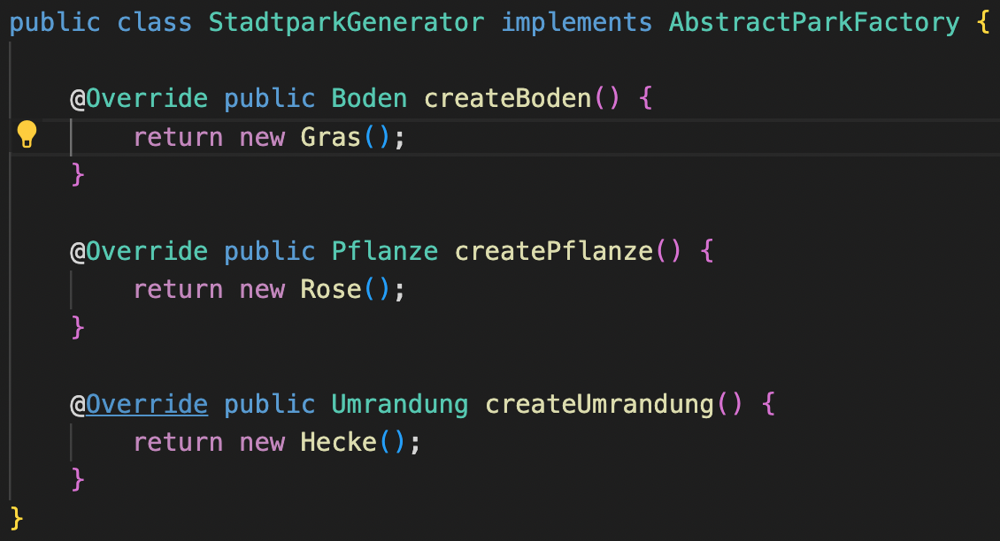 public class StadtparkGenerator implements AbstractParkFactory {
@Override public Boden createBoden() {
return new Gras();
}
@Override public Pflanze createPflanze() {
return new Rose();
}
@Override public Umrandung createUmrandung() {
return new Hecke();
}
}